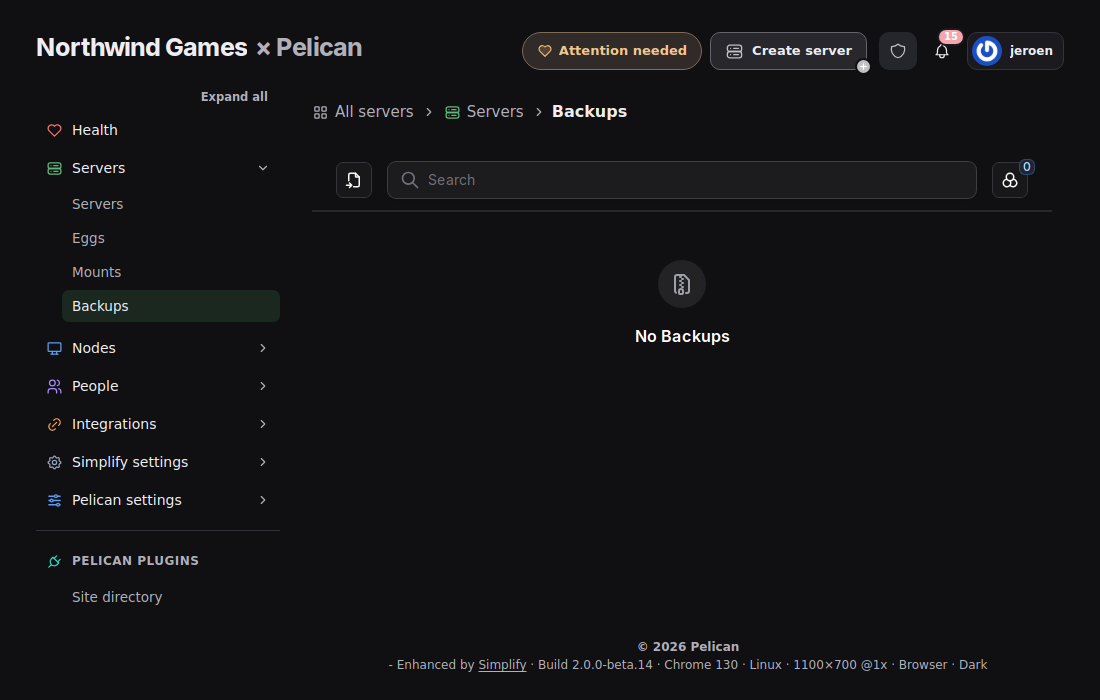 Northwind Games × Pelican
Attention needed
Create server
15
jeroen
Expand all
Health
Servers
Servers
Eggs
Mounts
Backups
Nodes
People
Integrations
Simplify settings
Pelican settings
PELICAN PLUGINS
Site directory
All servers > Servers > Backups
Search
0
No Backups
© 2026 Pelican
- Enhanced by Simplify · Build 2.0.0-beta.14 · Chrome 130 · Linux · 1100×700 @1x · Browser · Dark